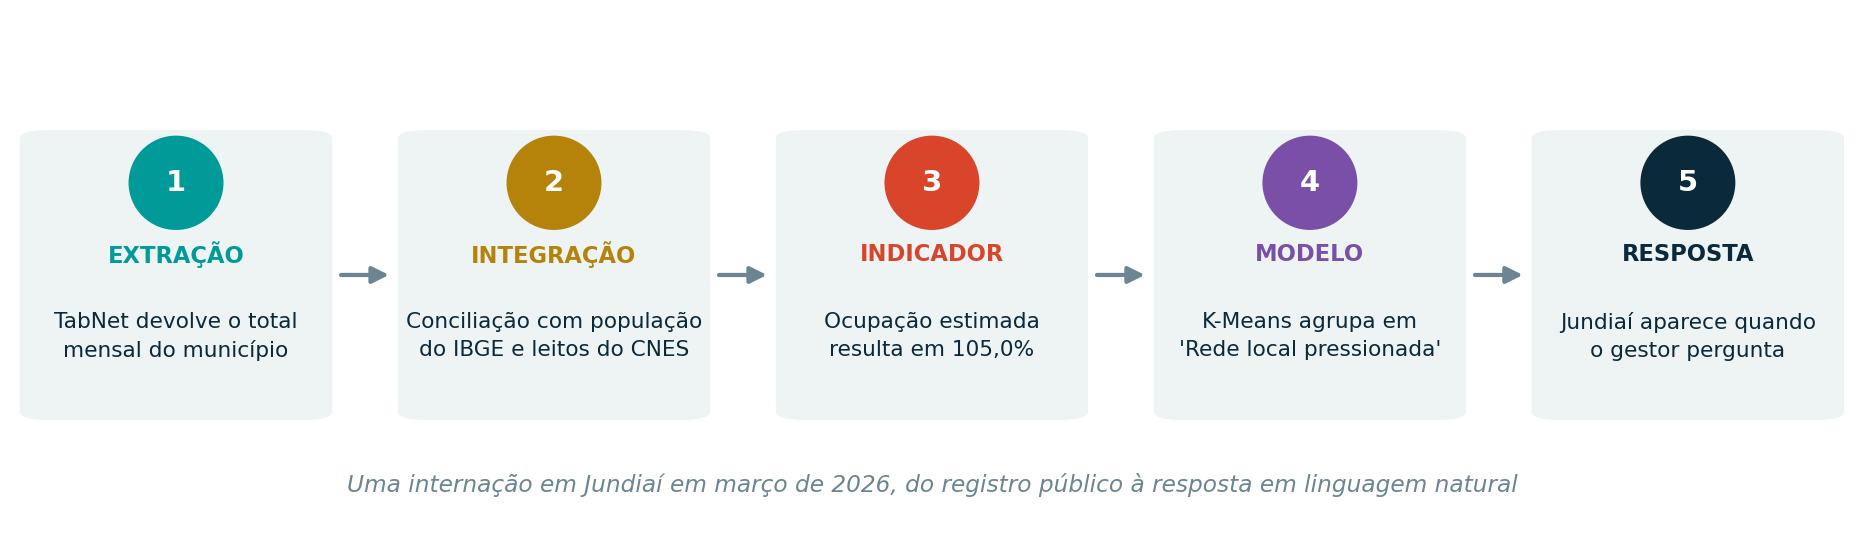 1
EXTRAÇÃO
TabNet devolve o total
mensal do município
2
INTEGRAÇÃO
Conciliação com população
do IBGE e leitos do CNES
3
INDICADOR
Ocupação estimada
resulta em 105,0%
4
MODELO
K-Means agrupa em
'Rede local pressionada'
5
RESPOSTA
Jundiaí aparece quando
o gestor pergunta
Uma internação em Jundiaí em março de 2026, do registro público à resposta em linguagem natural